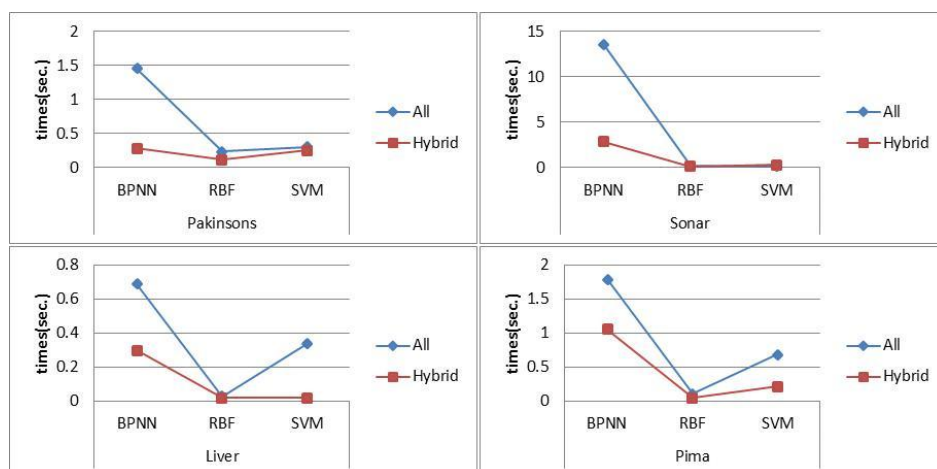 times(sec.)
2
1.5
1
0.5
0
BPNN RBF SVM
Pakinsons
All
Hybrid
times(sec.)
15
10
5
0
BPNN RBF SVM
Sonar
All
Hybrid
times(sec.)
0.8
0.6
0.4
0.2
0
BPNN RBF SVM
Liver
All
Hybrid
times(sec.)
2
1.5
1
0.5
0
BPNN RBF SVM
Pima
All
Hybrid